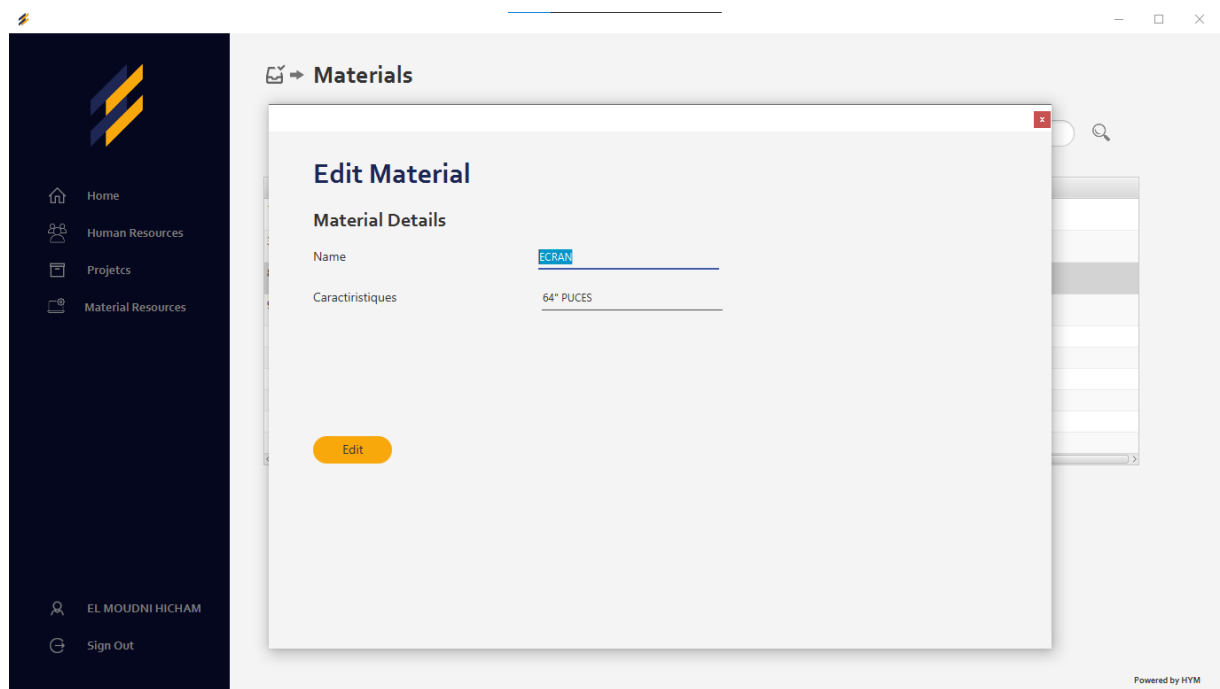 Materials
x
Edit Material
Home
Material Details
Human Resources
Name
ECRAN
Projetcs
Caractiristiques
64" PUCES
Material Resources
Edit
EL MOUDNI HICHAM
Sign Out
Powered by HYM